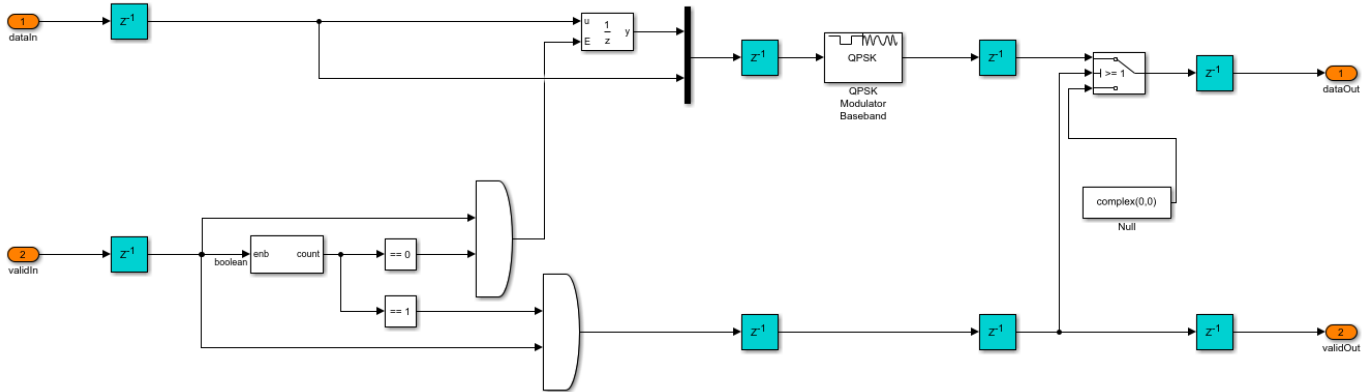 1
dataIn
Z-1
u
E
1
z
y
Z-1
QPSK
QPSK
Modulator
Baseband
Z-1
>= 1
Z-1
1
dataOut
complex(0,0)
Null
2
validIn
Z-1
boolean
enb
count
== 0
== 1
Z-1
Z-1
Z-1
2
validOut